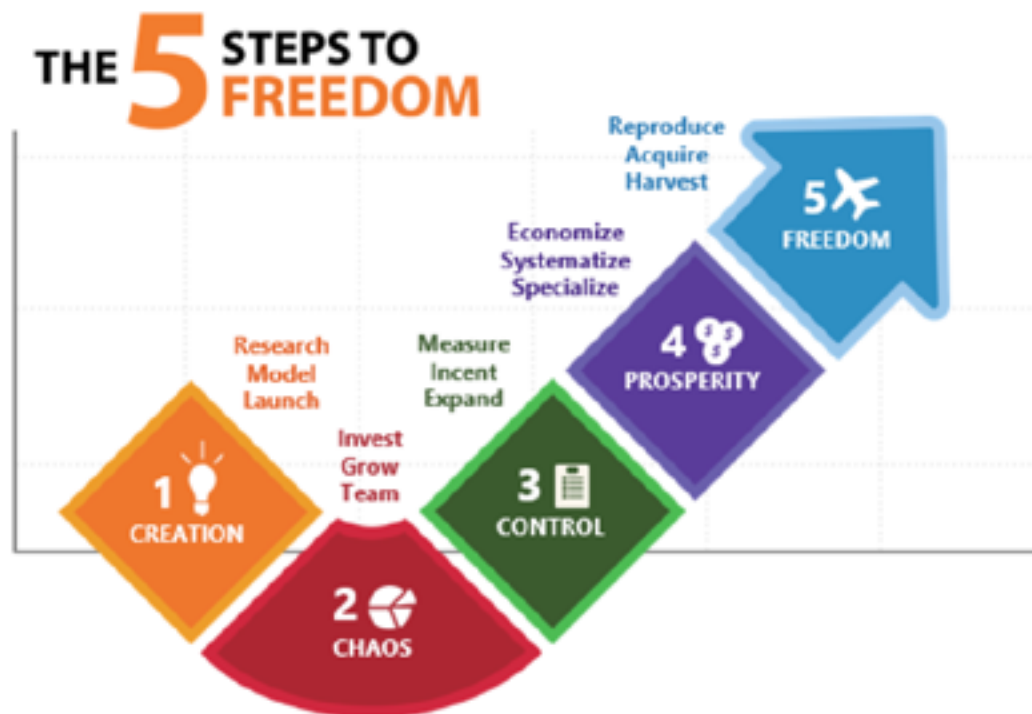 THE 5 STEPS TO
FREEDOM
Research
Model
Launch
1
CREATION
Invest
Grow
Team
2
CHAOS
Measure
Incent
Expand
3
CONTROL
Economize
Systematize
Specialize
4
$ $ $
PROSPERITY
Reproduce
Acquire
Harvest
5
FREEDOM